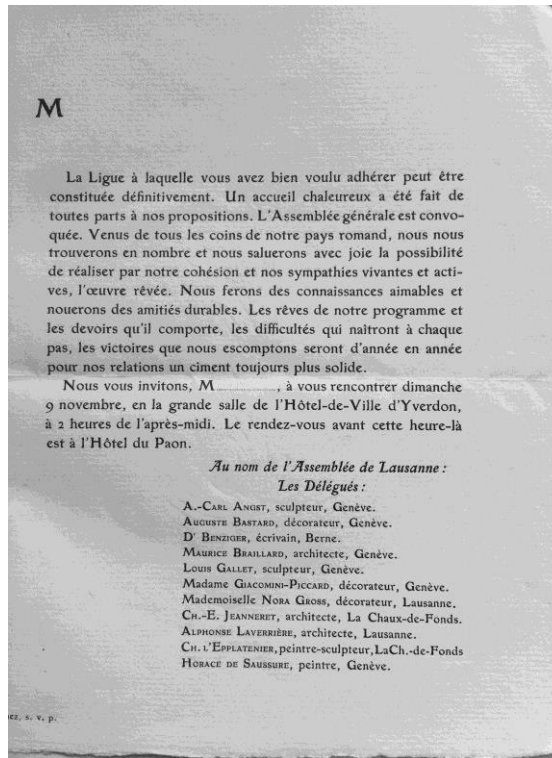 M
La Ligue à laquelle vous avez bien voulu adhérer peut être
constituée définitivement. Un accueil chaleureux a été fait de
toutes parts à nos propositions. L'Assemblée générale est convo-
quée. Venus de tous les coins de notre pays romand, nous nous
trouverons en nombre et nous saluerons avec joie la possibilité
de réaliser par notre cohésion et nos sympathies vivantes et acti-
ves, l'œuvre rêvée. Nous ferons des connaissances aimables et
nouerons des amitiés durables. Les rêves de notre programme et
les devoirs qu'il comporte, les difficultés qui naîtront à chaque
pas, les victoires que nous escomptons seront d'année en année
pour nos relations un ciment toujours plus solide.
Nous vous invitons, M............, à vous rencontrer dimanche
9 novembre, en la grande salle de l'Hôtel-de-Ville d'Yverdon,
à 2 heures de l'après-midi. Le rendez-vous avant cette heure-là
est à l'Hôtel du Paon.
Au nom de l'Assemblée de Lausanne :
Les Délégués :
A.-CARL ANGST, sculpteur, Genève.
AUGUSTE BASTARD, décorateur, Genève.
Dʳ BENZIGER, écrivain, Berne.
MAURICE BRAILLARD, architecte, Genève.
LOUIS GALLET, sculpteur, Genève.
Madame GIACOMINI-PICCARD, décorateur, Genève.
Mademoiselle NORA GROSS, décorateur, Lausanne.
CH.-E. JEANNERET, architecte, La Chaux-de-Fonds.
ALPHONSE LAVERRIÈRE, architecte, Lausanne.
CH. L'EPPLATENIER, peintre-sculpteur, La Ch.-de-Fonds
HORACE DE SAUSSURE, peintre, Genève.
ez, s. v. p.